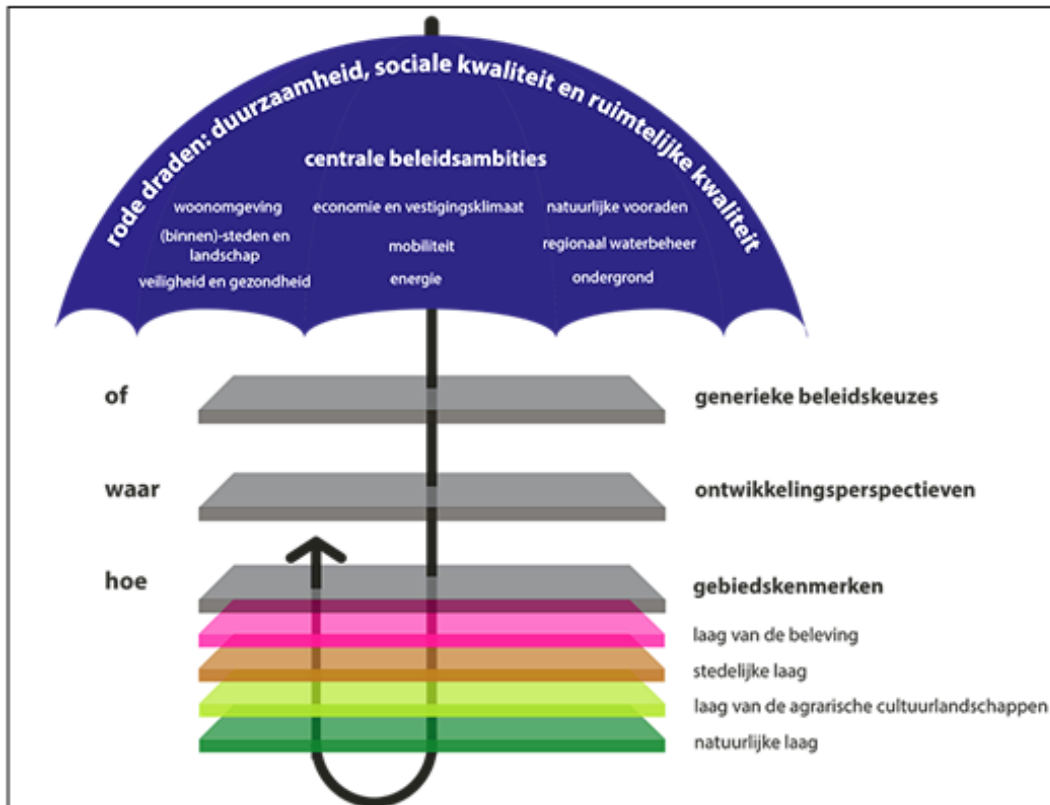 rode draden: duurzaamheid, sociale kwaliteit en ruimtelijke kwaliteit
centrale beleidsambities
woonomgeving
economie en vestigingsklimaat
natuurlijke vooraden
(binnen)-steden en
landschap
mobiliteit
regionaal waterbeheer
veiligheid en gezondheid
energie
ondergrond
of
generieke beleidskeuzes
waar
ontwikkelingsperspectieven
hoe
gebiedskenmerken
laag van de beleving
stedelijke laag
laag van de agrarische cultuurlandschappen
natuurlijke laag